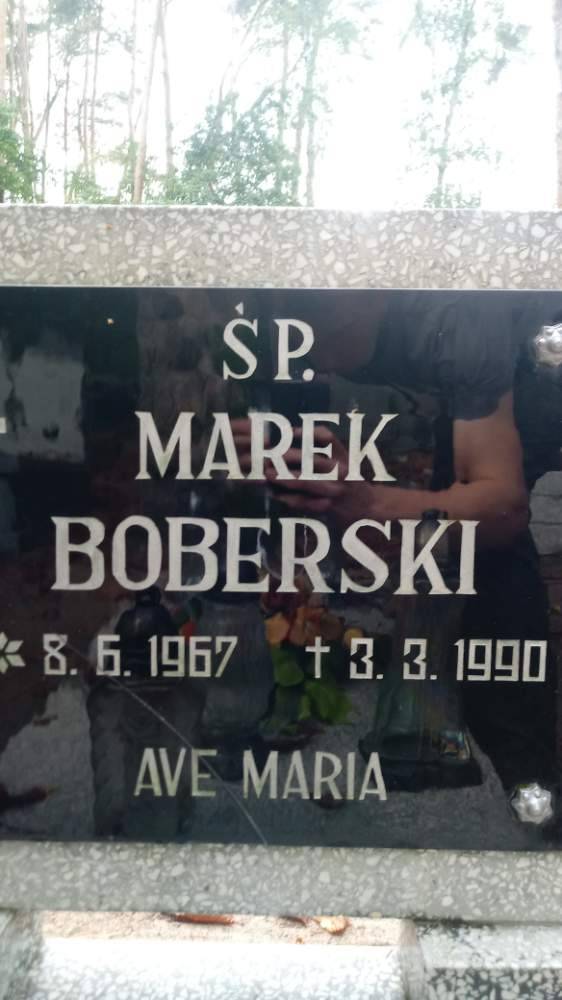 ŚP.
MAREK
BOBERSKI
* 8. 6. 1967 † 3. 3. 1990
AVE MARIA